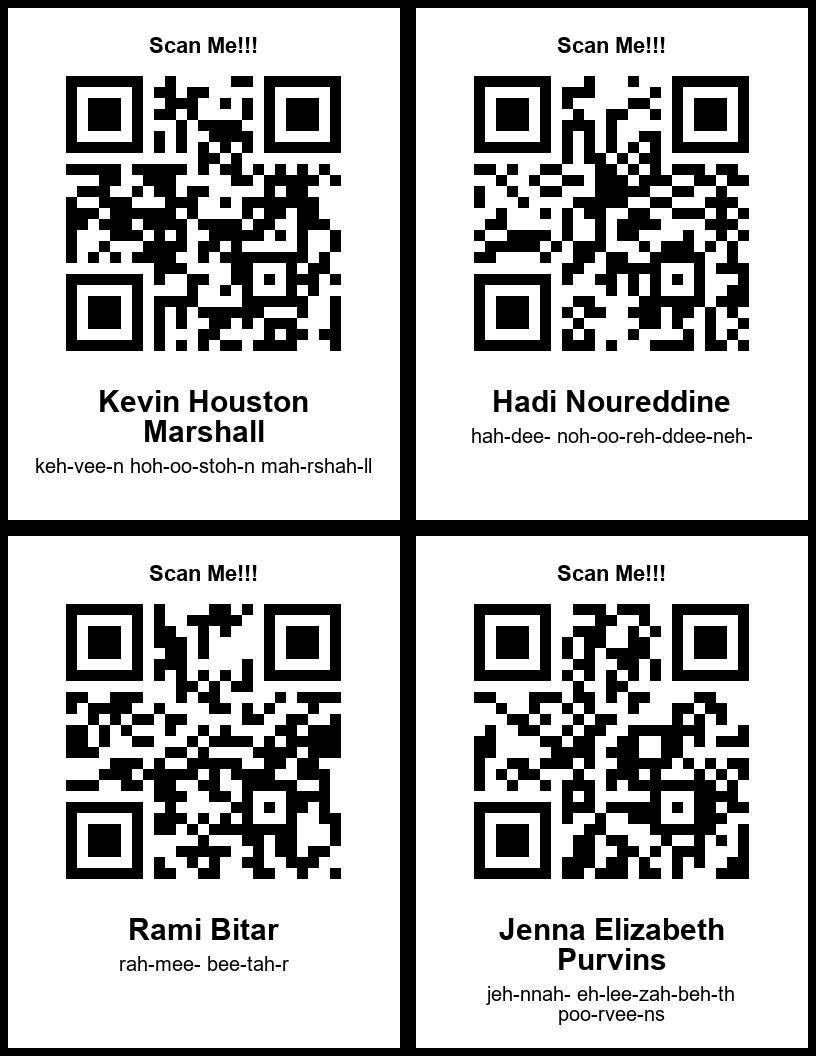 Scan Me!!!
Kevin Houston
Marshall
keh-vee-n hoh-oo-stoh-n mah-rshah-ll
Scan Me!!!
Hadi Noureddine
hah-dee- noh-oo-reh-ddee-neh-
Scan Me!!!
Rami Bitar
rah-mee- bee-tah-r
Scan Me!!!
Jenna Elizabeth
Purvins
jeh-nnah- eh-lee-zah-beh-th
poo-rvee-ns